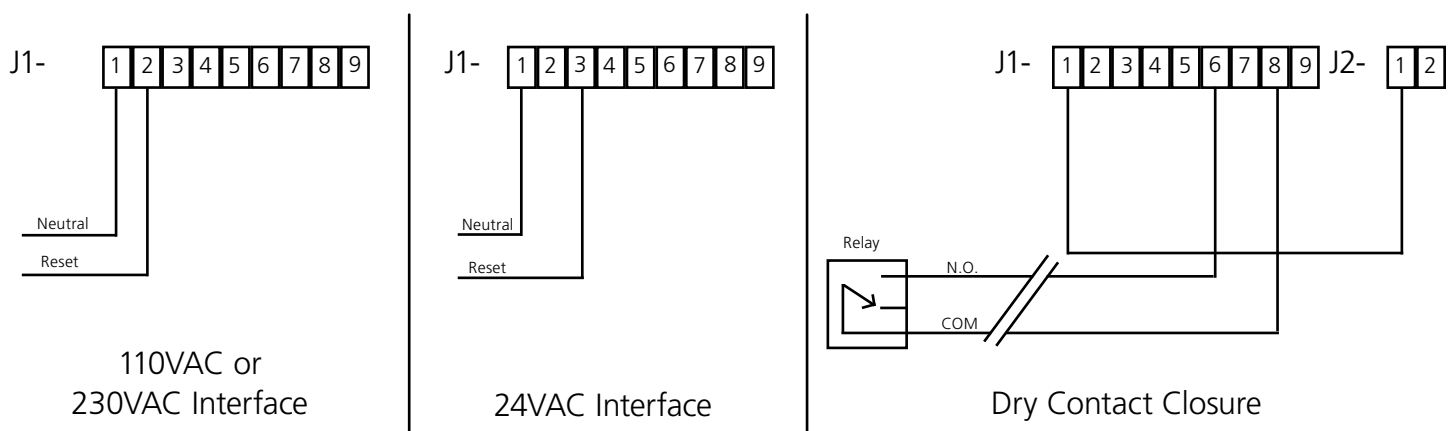 J1- 1 2 3 4 5 6 7 8 9
Neutral
Reset
110VAC or
230VAC Interface
J1- 1 2 3 4 5 6 7 8 9
Neutral
Reset
24VAC Interface
J1- 1 2 3 4 5 6 7 8 9 J2- 1 2
Relay
N.O.
COM
Dry Contact Closure